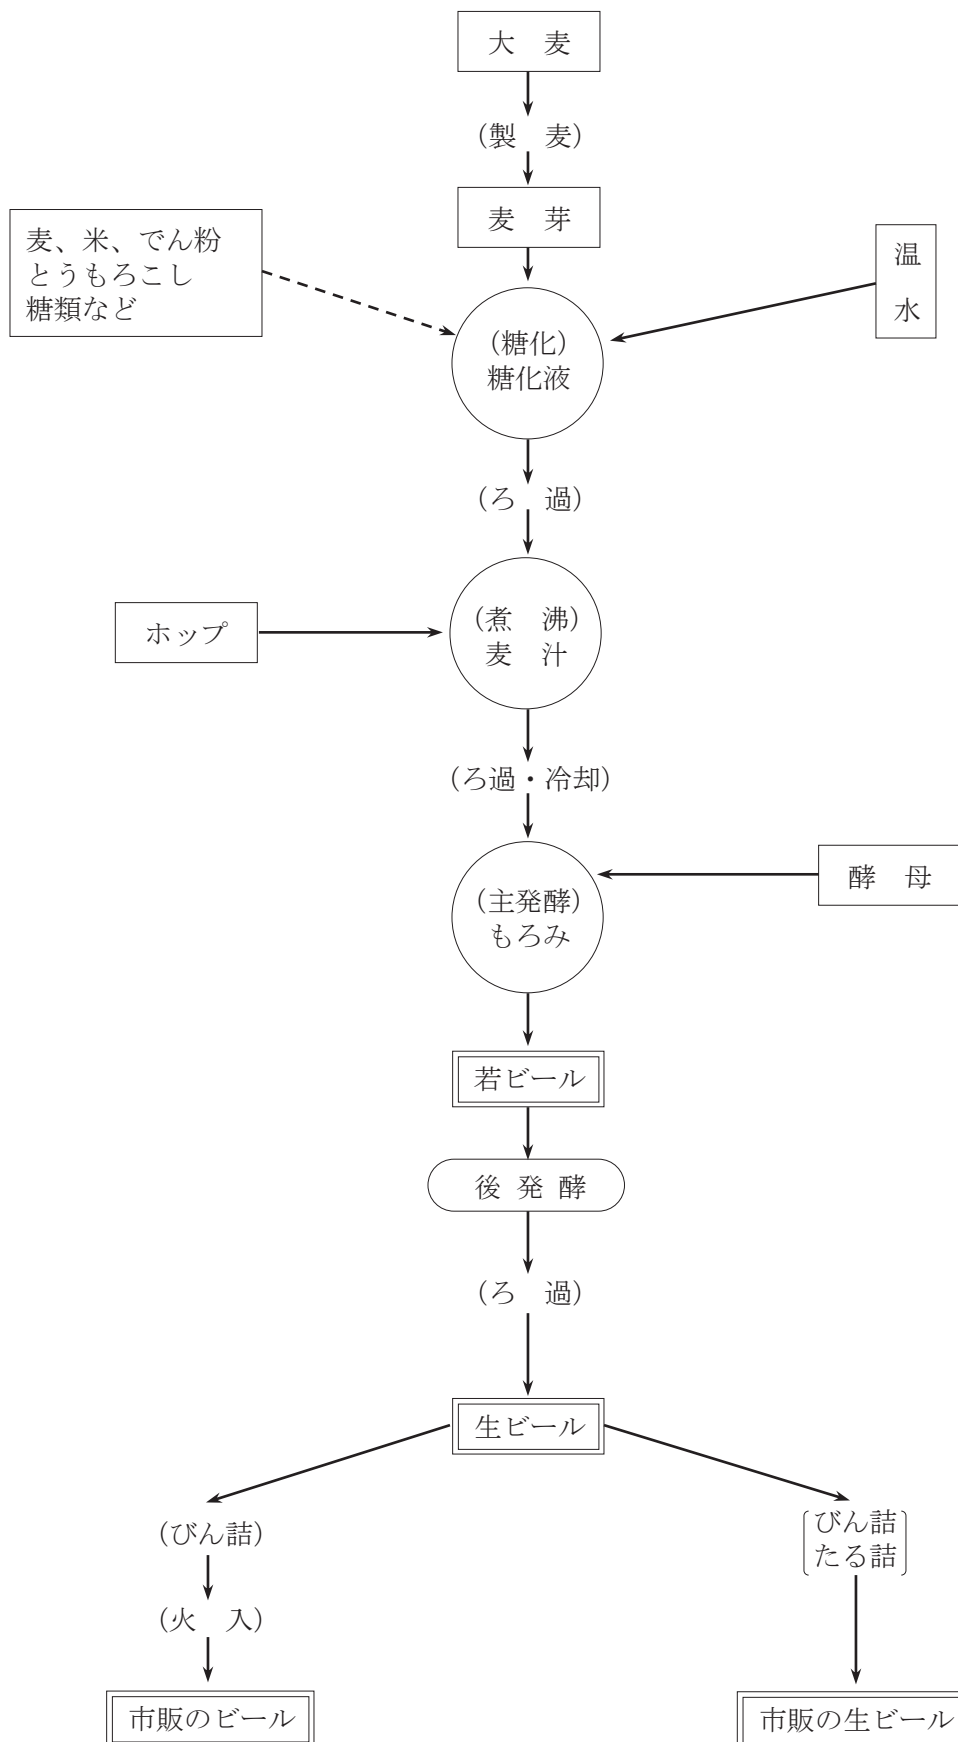 大　麦
（製　麦）
麦　芽
麦、米、でん粉
とうもろこし
糖類など
温
水
（糖化）
糖化液
（ろ　過）
ホップ
（煮　沸）
麦　汁
（ろ過・冷却）
酵　母
（主発酵）
もろみ
若ビール
後 発 酵
（ろ　過）
生ビール
（びん詰）
（火　入）
市販のビール
びん詰
たる詰
市販の生ビール